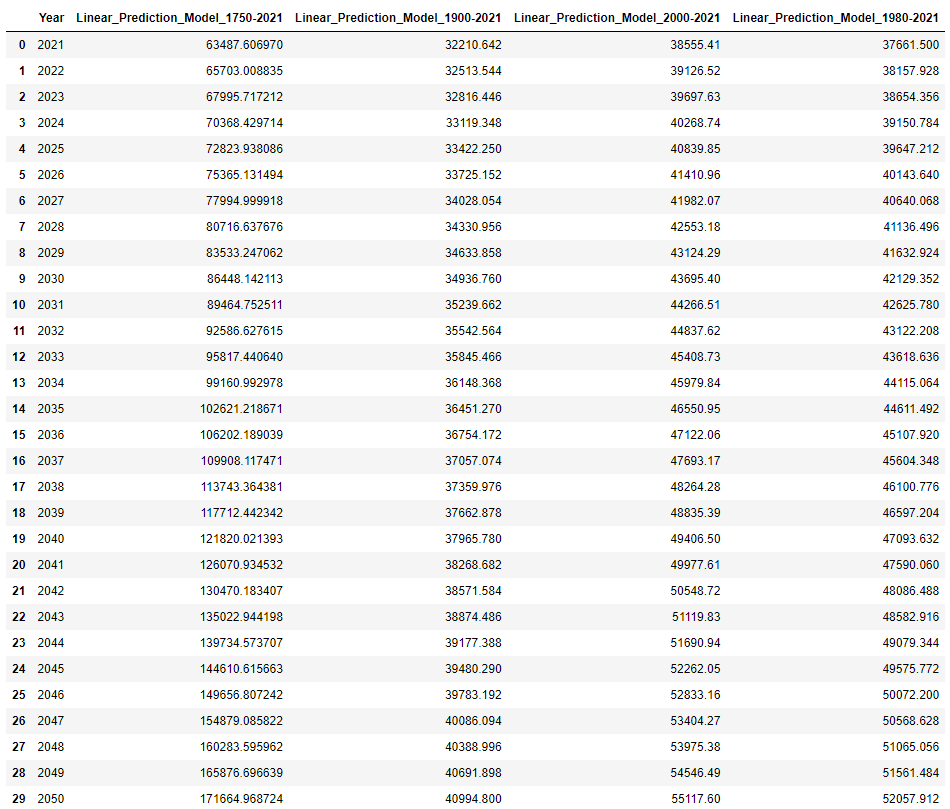 Year Linear_Prediction_Model_1750-2021 Linear_Prediction_Model_1900-2021 Linear_Prediction_Model_2000-2021 Linear_Prediction_Model_1980-2021
0 2021 63487.606970 32210.642 38555.41 37661.500
1 2022 65703.008835 32513.544 39126.52 38157.928
2 2023 67995.717212 32816.446 39697.63 38654.356
3 2024 70368.429714 33119.348 40268.74 39150.784
4 2025 72823.938086 33422.250 40839.85 39647.212
5 2026 75365.131494 33725.152 41410.96 40143.640
6 2027 77994.999918 34028.054 41982.07 40640.068
7 2028 80716.637676 34330.956 42553.18 41136.496
8 2029 83533.247062 34633.858 43124.29 41632.924
9 2030 86448.142113 34936.760 43695.40 42129.352
10 2031 89464.752511 35239.662 44266.51 42625.780
11 2032 92586.627615 35542.564 44837.62 43122.208
12 2033 95817.440640 35845.466 45408.73 43618.636
13 2034 99160.992978 36148.368 45979.84 44115.064
14 2035 102621.218671 36451.270 46550.95 44611.492
15 2036 106202.189039 36754.172 47122.06 45107.920
16 2037 109908.117471 37057.074 47693.17 45604.348
17 2038 113743.364381 37359.976 48264.28 46100.776
18 2039 117712.442342 37662.878 48835.39 46597.204
19 2040 121820.021393 37965.780 49406.50 47093.632
20 2041 126070.934532 38268.682 49977.61 47590.060
21 2042 130470.183407 38571.584 50548.72 48086.488
22 2043 135022.944198 38874.486 51119.83 48582.916
23 2044 139734.573707 39177.388 51690.94 49079.344
24 2045 144610.615663 39480.290 52262.05 49575.772
25 2046 149656.807242 39783.192 52833.16 50072.200
26 2047 154879.085822 40086.094 53404.27 50568.628
27 2048 160283.595962 40388.996 53975.38 51065.056
28 2049 165876.696639 40691.898 54546.49 51561.484
29 2050 171664.968724 40994.800 55117.60 52057.912